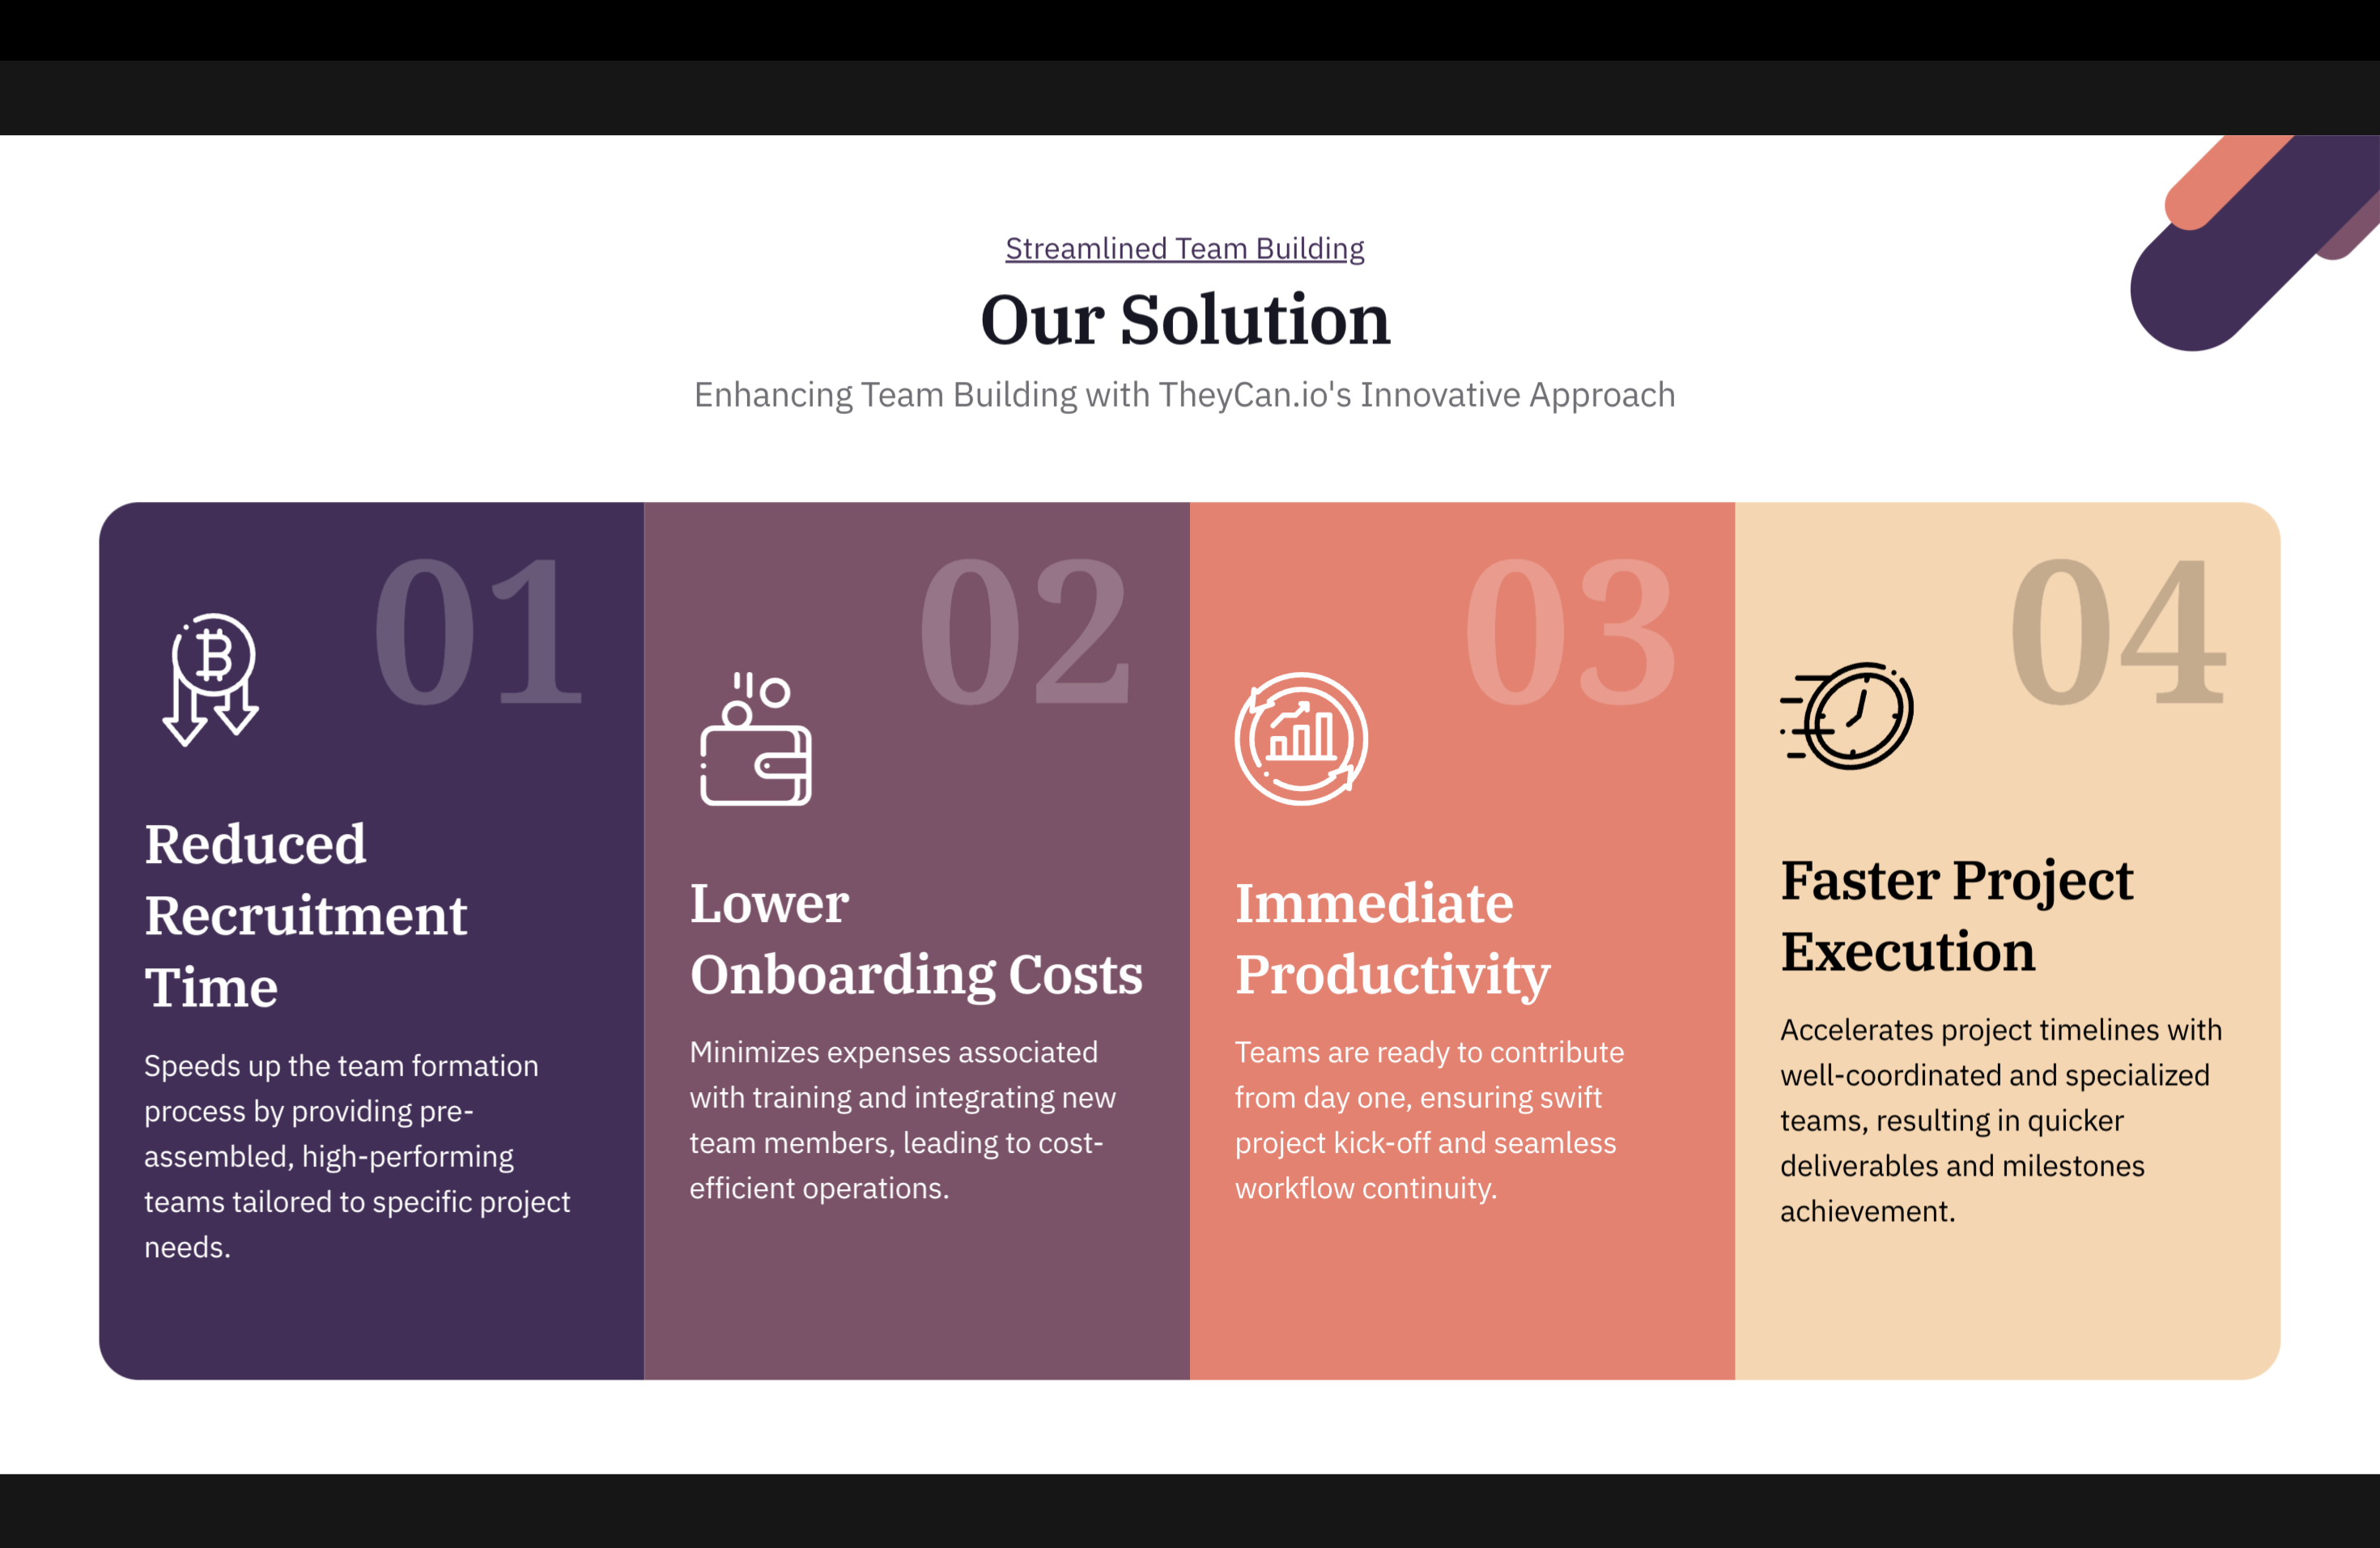 Streamlined Team Building
Our Solution
Enhancing Team Building with TheyCan.io's Innovative Approach
01
Reduced
Recruitment
Time
Speeds up the team formation
process by providing pre-
assembled, high-performing
teams tailored to specific project
needs.
02
Lower
Onboarding Costs
Minimizes expenses associated
with training and integrating new
team members, leading to cost-
efficient operations.
03
Immediate
Productivity
Teams are ready to contribute
from day one, ensuring swift
project kick-off and seamless
workflow continuity.
04
Faster Project
Execution
Accelerates project timelines with
well-coordinated and specialized
teams, resulting in quicker
deliverables and milestones
achievement.